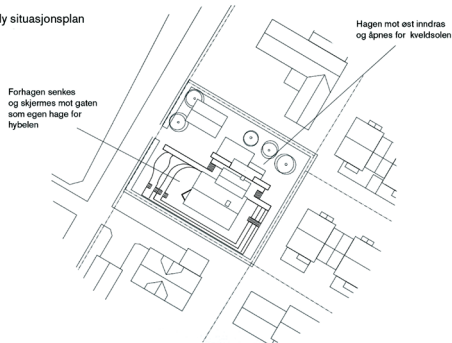 situasjonsplan
Hagen mot øst inndras
og åpnes for kveldsolen
Forhagen senkes
og skjermes mot gaten
som egen hage for
hybelen